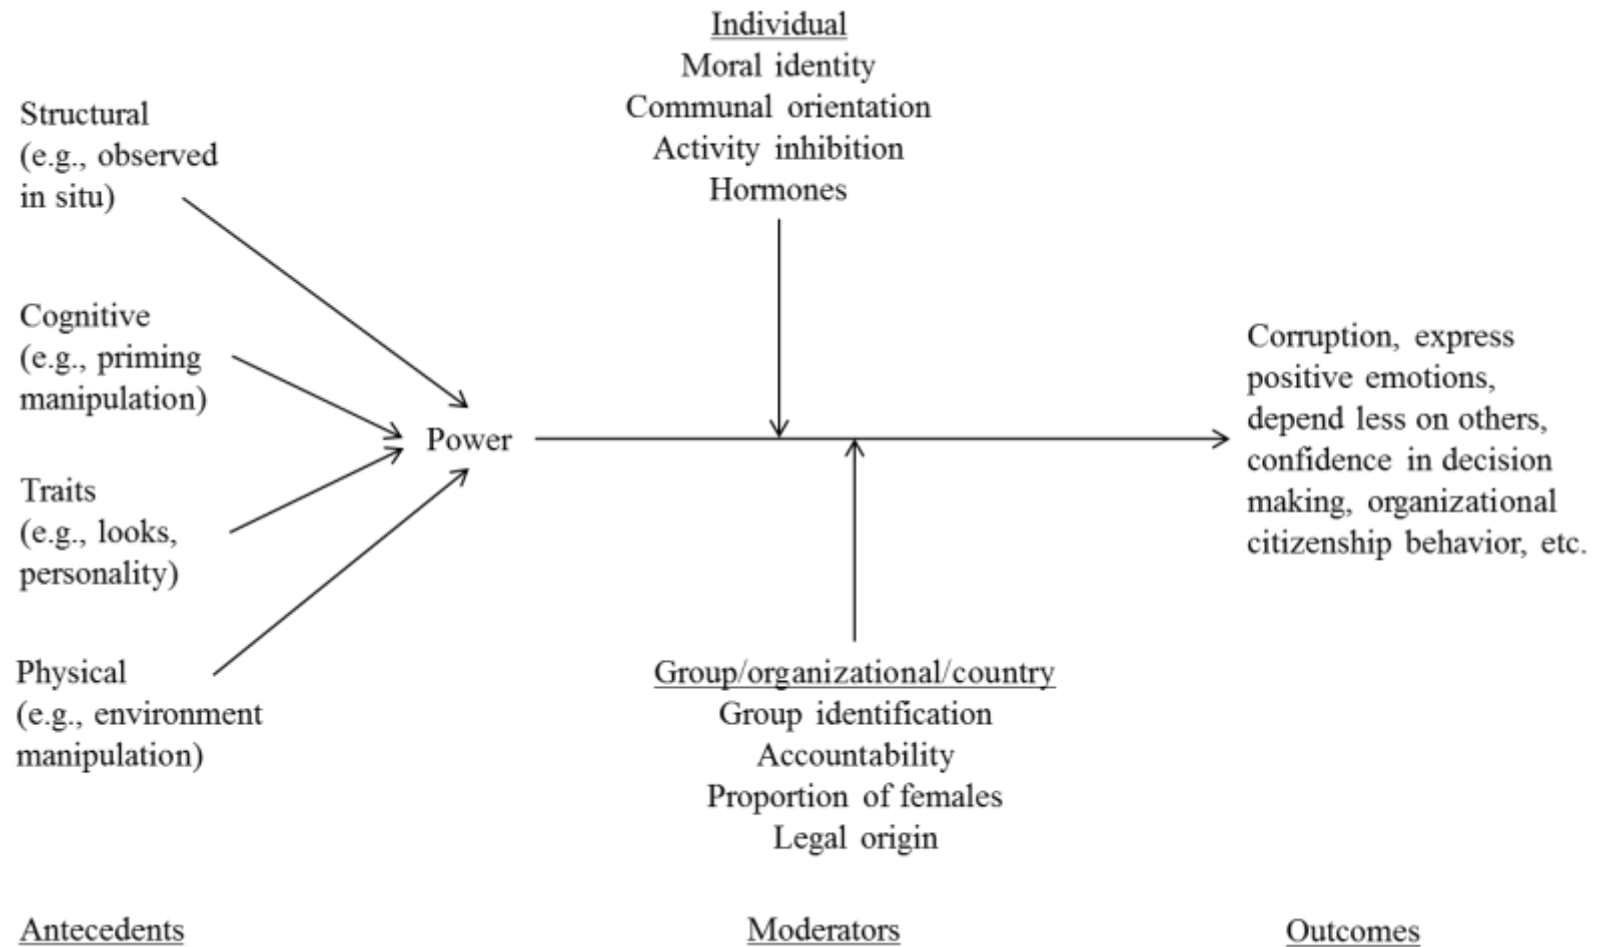 Individual
Moral identity
Communal orientation
Activity inhibition
Hormones
Structural
(e.g., observed
in situ)
Cognitive
(e.g., priming
manipulation)
Traits
(e.g., looks,
personality)
Physical
(e.g., environment
manipulation)
Power
Corruption, express
positive emotions,
depend less on others,
confidence in decision
making, organizational
citizenship behavior, etc.
Group/organizational/country
Group identification
Accountability
Proportion of females
Legal origin
Antecedents
Moderators
Outcomes